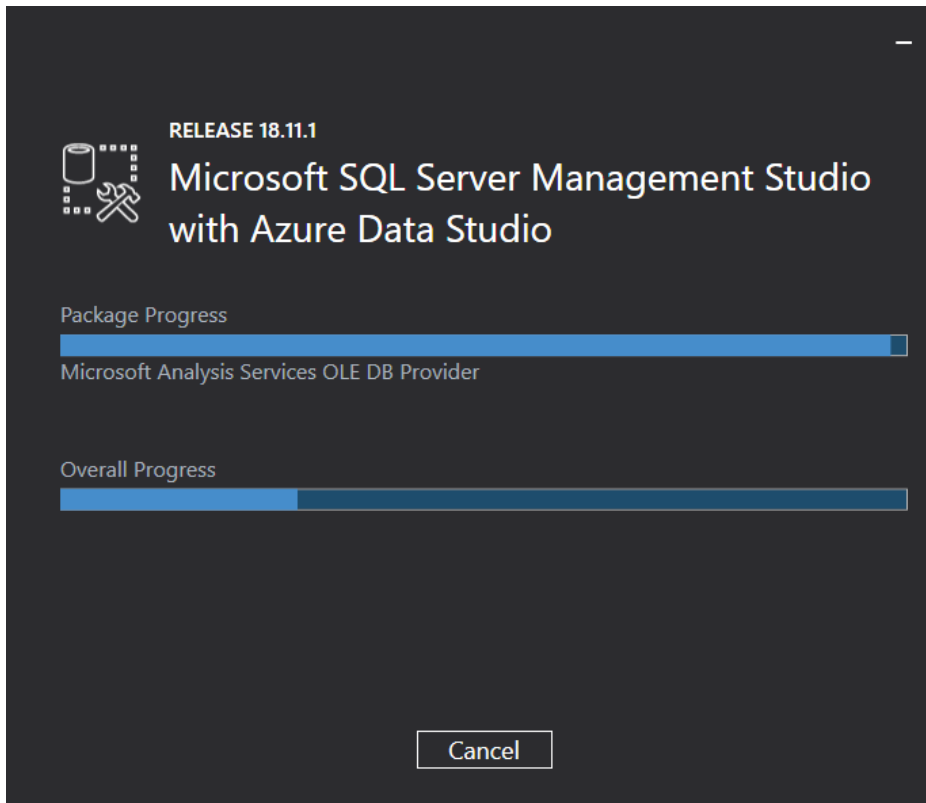 RELEASE 18.11.1
Microsoft SQL Server Management Studio
with Azure Data Studio
Package Progress
Microsoft Analysis Services OLE DB Provider
Overall Progress
Cancel